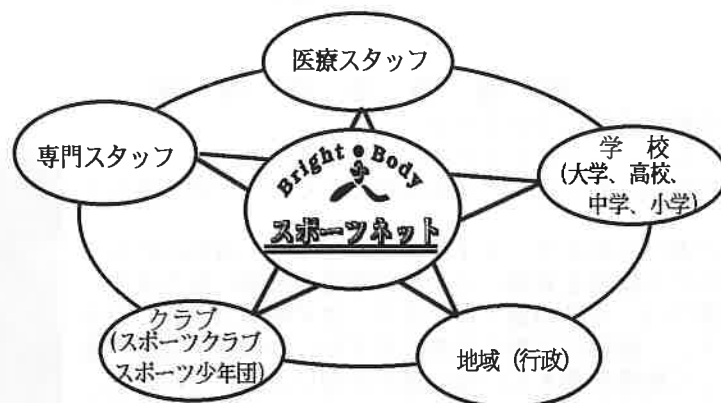 医療スタッフ
専門スタッフ
学　校
(大学、高校、
中学、小学)
Bright Body
スポーツネット
クラブ
(スポーツクラブ
スポーツ少年団)
地域（行政）